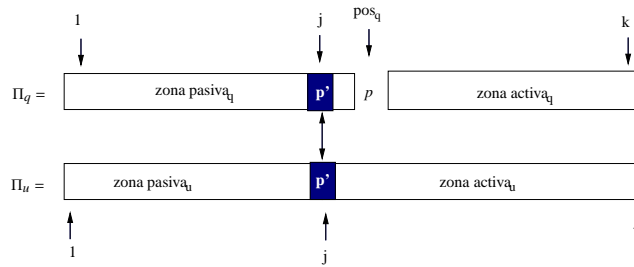 1
j
pos_q
k
Π_q =
zona pasiva_q
p'
p
zona activa_q
Π_u =
zona pasiva_u
p'
zona activa_u
1
j